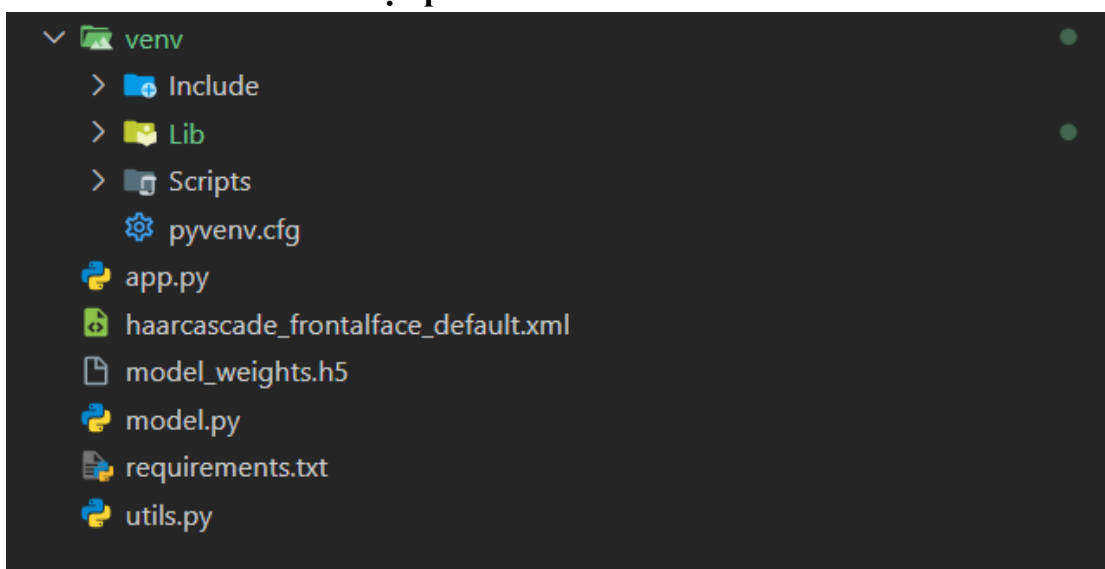 venv
Include
Lib
Scripts
pyvenv.cfg
app.py
haarcascade_frontalface_default.xml
model_weights.h5
model.py
requirements.txt
utils.py